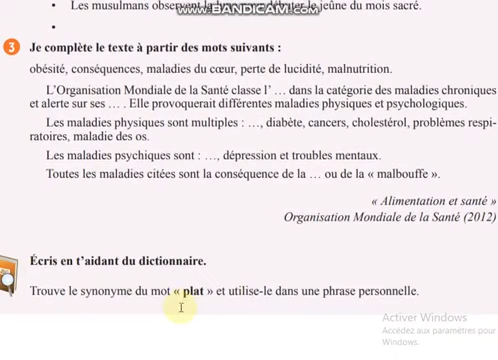 • Les musulmans observent la lune débuter le jeûne du mois sacré.
WWW.BANDICAM.COM
•
3 Je complète le texte à partir des mots suivants :
obésité, conséquences, maladies du cœur, perte de lucidité, malnutrition.
L'Organisation Mondiale de la Santé classe l' … dans la catégorie des maladies chroniques
et alerte sur ses … . Elle provoquerait différentes maladies physiques et psychologiques.
Les maladies physiques sont multiples : …, diabète, cancers, cholestérol, problèmes respi-
ratoires, maladie des os.
Les maladies psychiques sont : …, dépression et troubles mentaux.
Toutes les maladies citées sont la conséquence de la … ou de la « malbouffe ».
« Alimentation et santé »
Organisation Mondiale de la Santé (2012)
Écris en t'aidant du dictionnaire.
Trouve le synonyme du mot « plat » et utilise-le dans une phrase personnelle.
Activer Windows
Accédez aux paramètres pour
Windows.